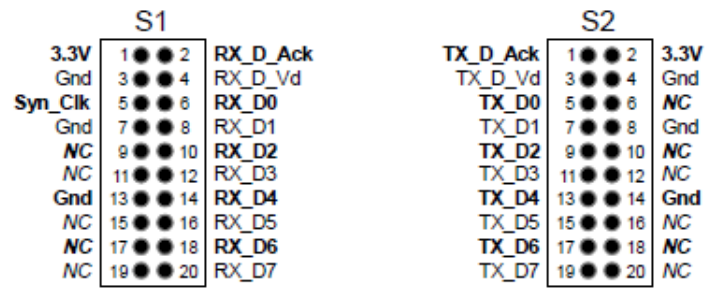 S1 S2
3.3V 1 2 RX_D_Ack TX_D_Ack 1 2 3.3V
Gnd 3 4 RX_D_Vd TX_D_Vd 3 4 Gnd
Syn_Clk 5 6 RX_D0 TX_D0 5 6 NC
Gnd 7 8 RX_D1 TX_D1 7 8 Gnd
NC 9 10 RX_D2 TX_D2 9 10 NC
NC 11 12 RX_D3 TX_D3 11 12 NC
Gnd 13 14 RX_D4 TX_D4 13 14 Gnd
NC 15 16 RX_D5 TX_D5 15 16 NC
NC 17 18 RX_D6 TX_D6 17 18 NC
NC 19 20 RX_D7 TX_D7 19 20 NC